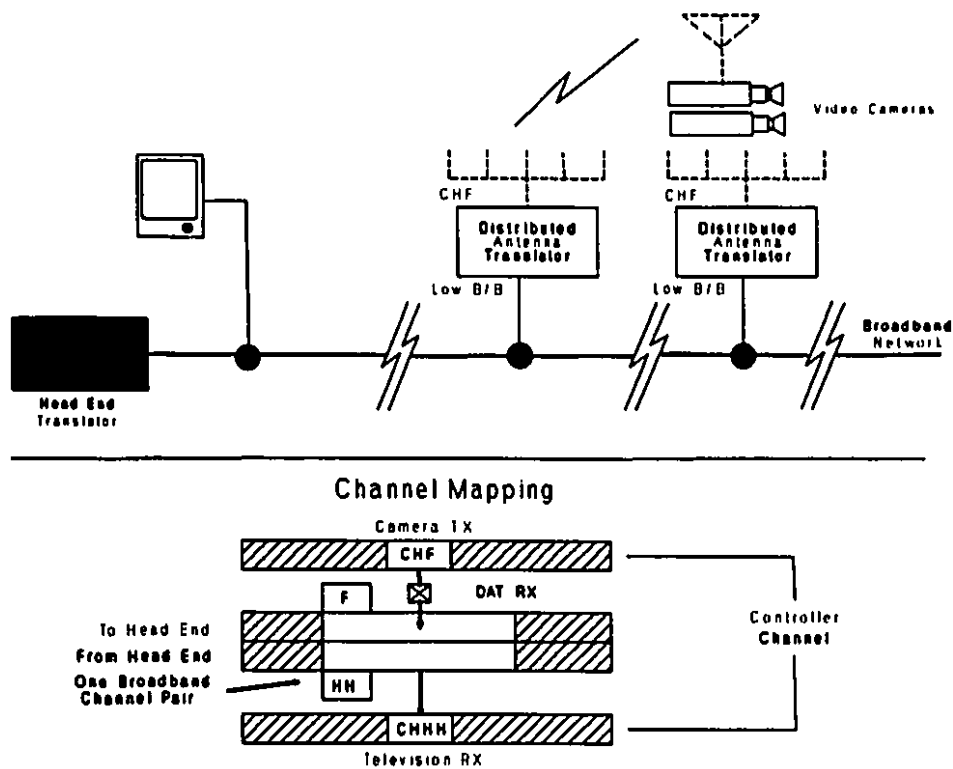 Video Cameras
CHF
CHF
Distributed
Antenna
Translator
Distributed
Antenna
Translator
Low B/B
Low B/B
Broadband
Network
Head End
Translator
Channel Mapping
Camera TX
CHF
F
DAT RX
To Head End
From Head End
One Broadband
Channel Pair
HH
Controller
Channel
CHHH
Television RX